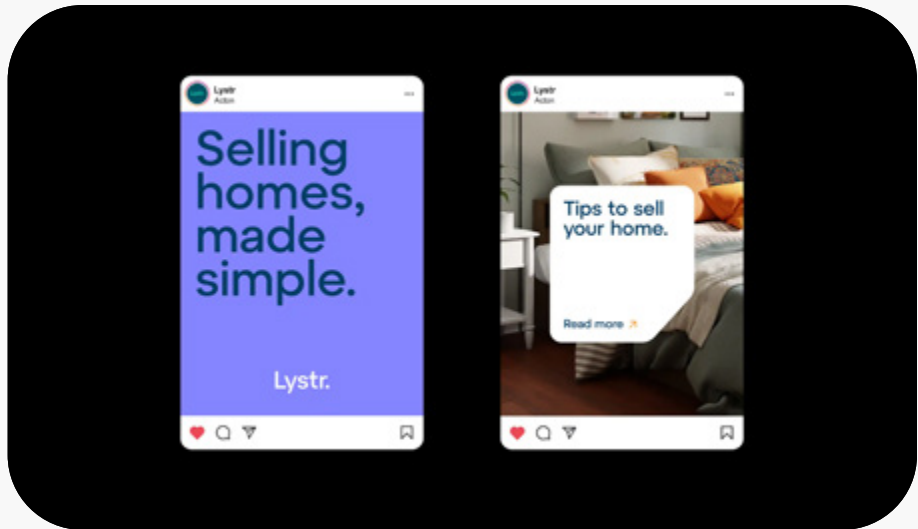 Lystr
Acton
Selling
homes,
made
simple.
Lystr.
Lystr
Acton
Tips to sell
your home.
Read more